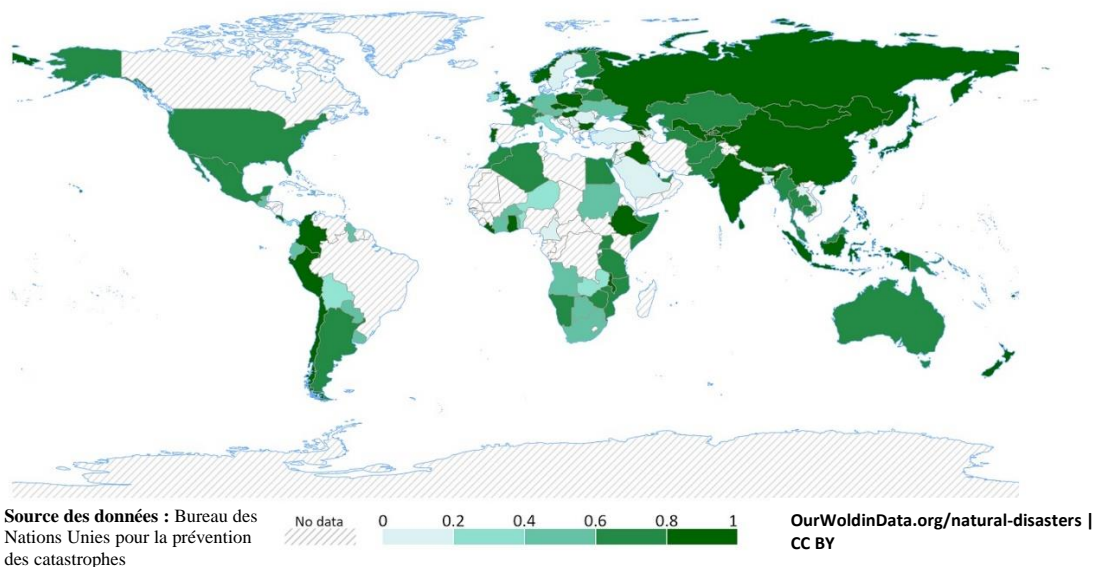 Source des données : Bureau des
Nations Unies pour la prévention
des catastrophes
No data
0 0.2 0.4 0.6 0.8 1
OurWoldinData.org/natural-disasters |
CC BY